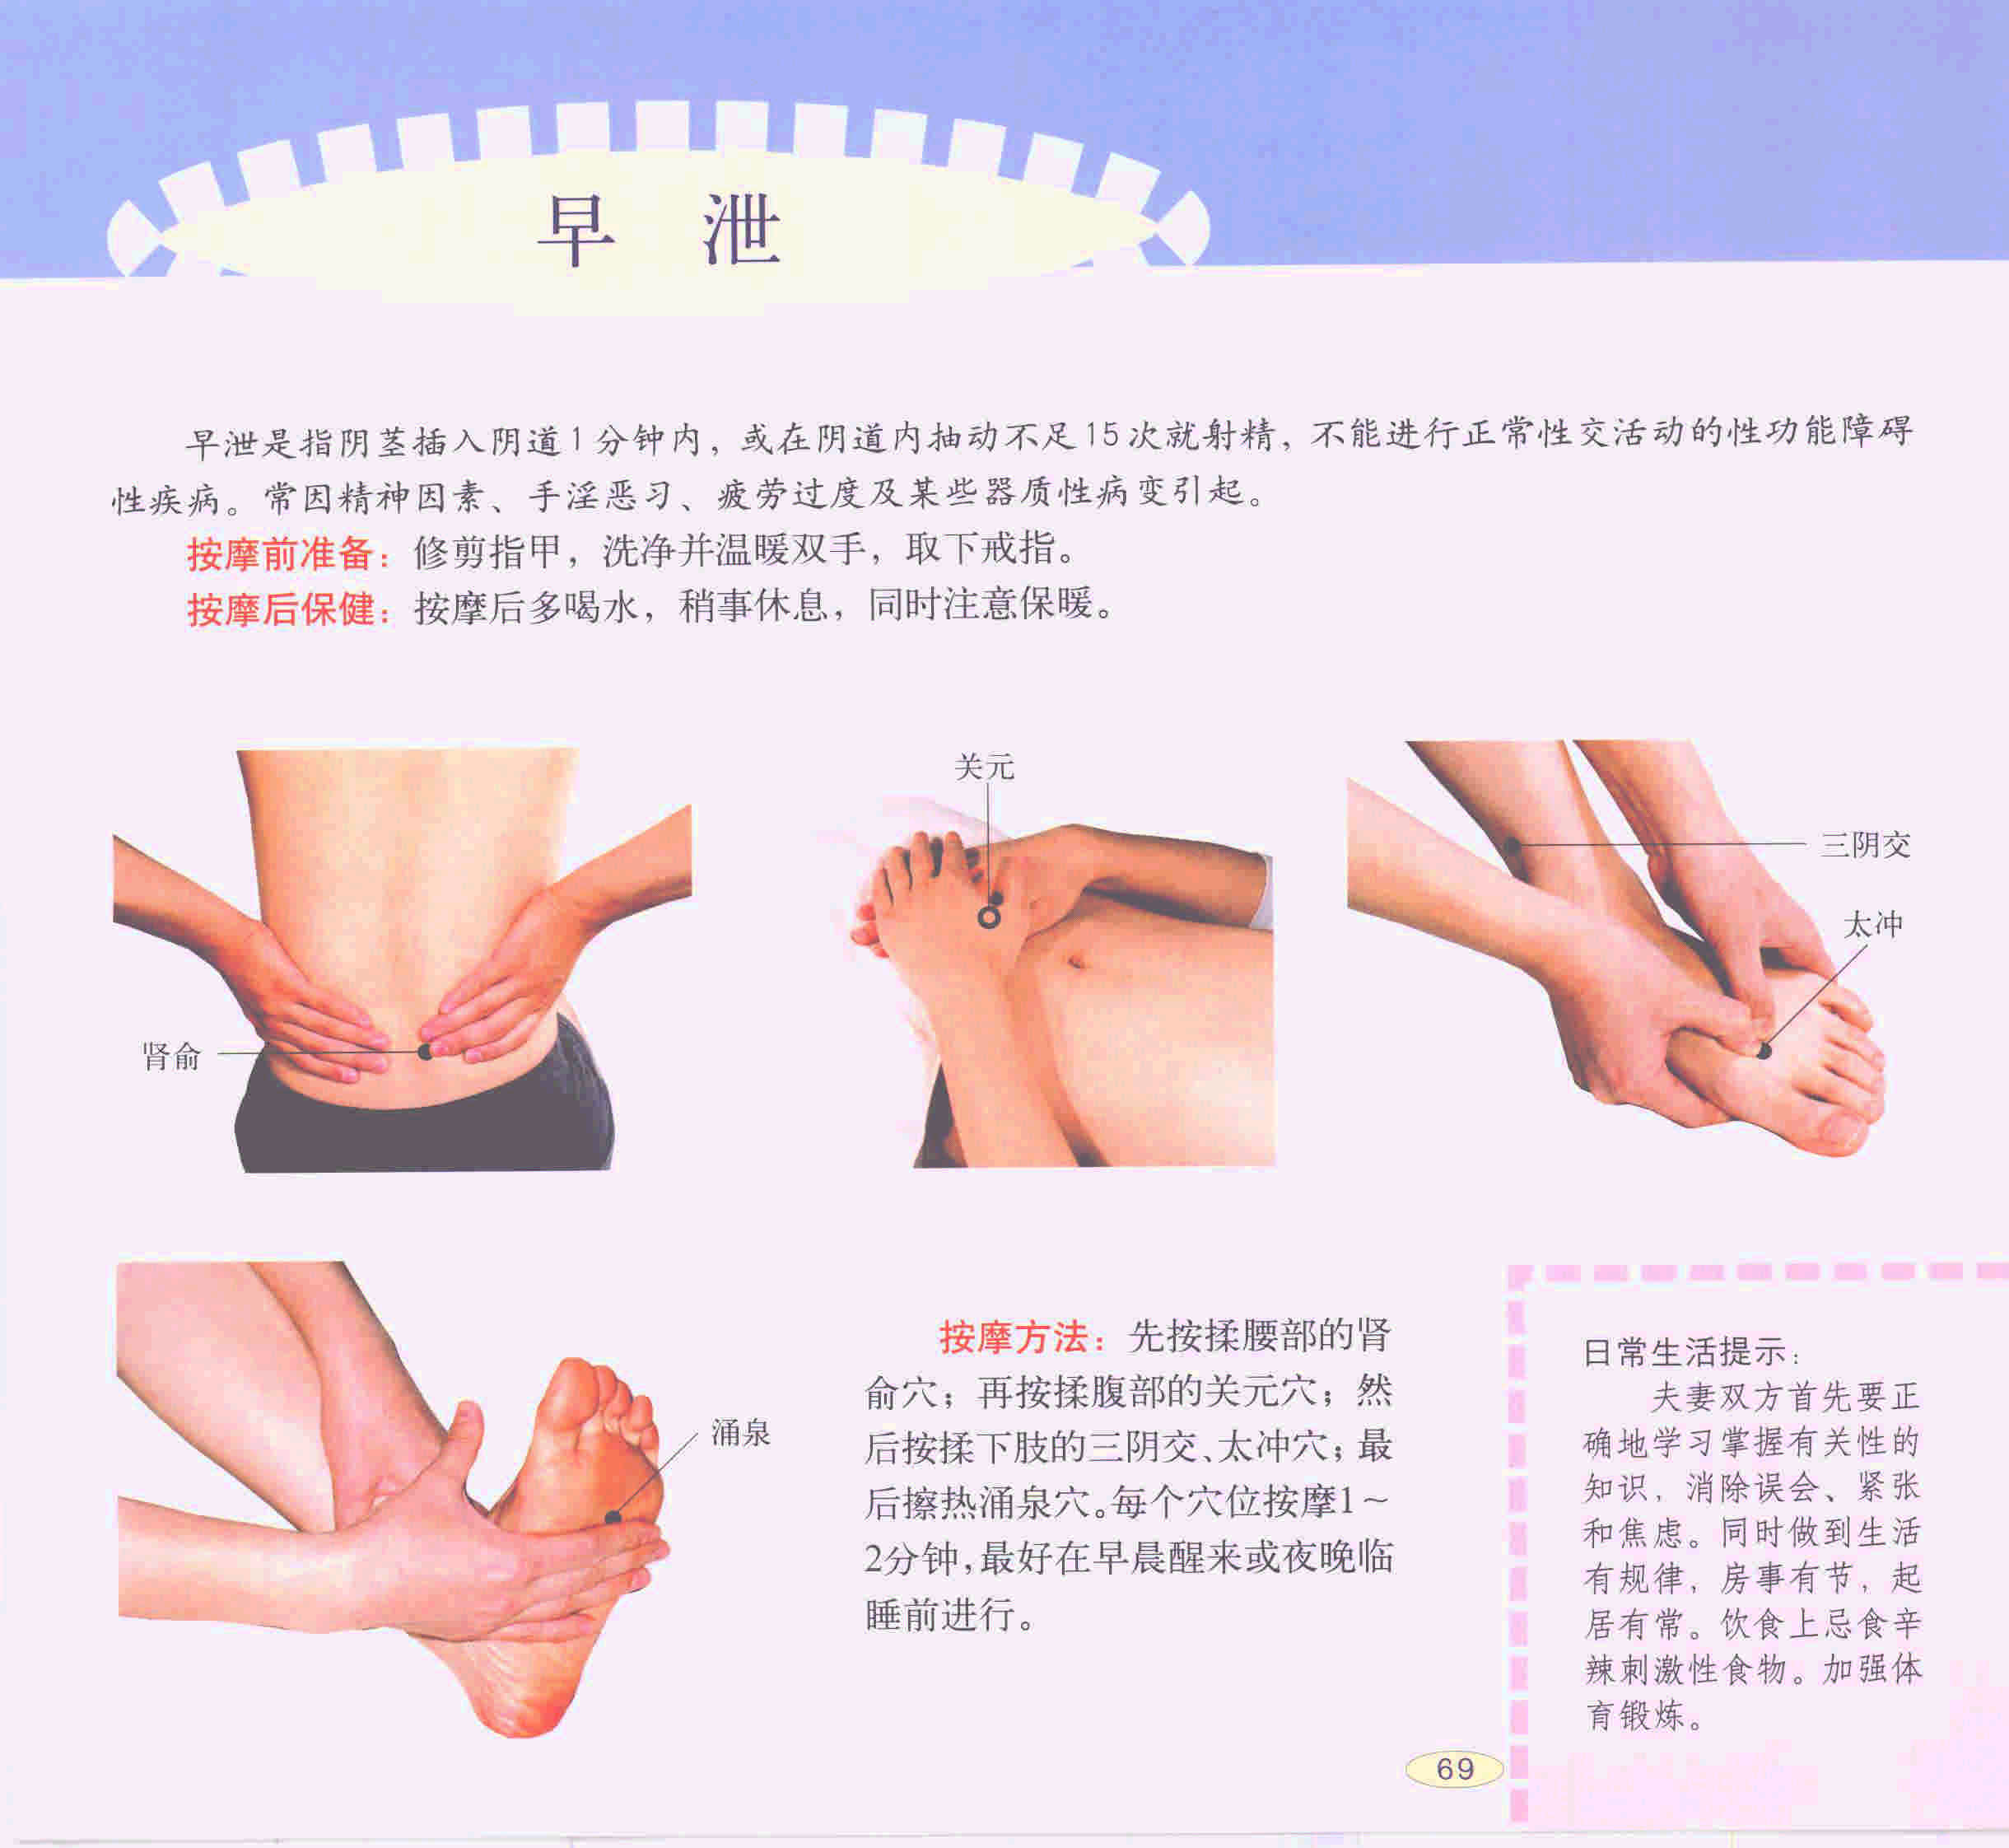 早泄
早泄是指阴茎插入阴道1分钟内，或在阴道内抽动不足15次就射精，不能进行正常性交活动的性功能障碍
性疾病。常因精神因素、手淫恶习、疲劳过度及某些器质性病变引起。
按摩前准备：修剪指甲，洗净并温暖双手，取下戒指。
按摩后保健：按摩后多喝水，稍事休息，同时注意保暖。
关元
三阴交
太冲
肾俞
涌泉
按摩方法：先按揉腰部的肾
俞穴；再按揉腹部的关元穴；然
后按揉下肢的三阴交、太冲穴；最
后擦热涌泉穴。每个穴位按摩1～
2分钟，最好在早晨醒来或夜晚临
睡前进行。
日常生活提示：
夫妻双方首先要正
确地学习掌握有关性的
知识，消除误会、紧张
和焦虑。同时做到生活
有规律，房事有节，起
居有常。饮食上忌食辛
辣刺激性食物。加强体
育锻炼。
69